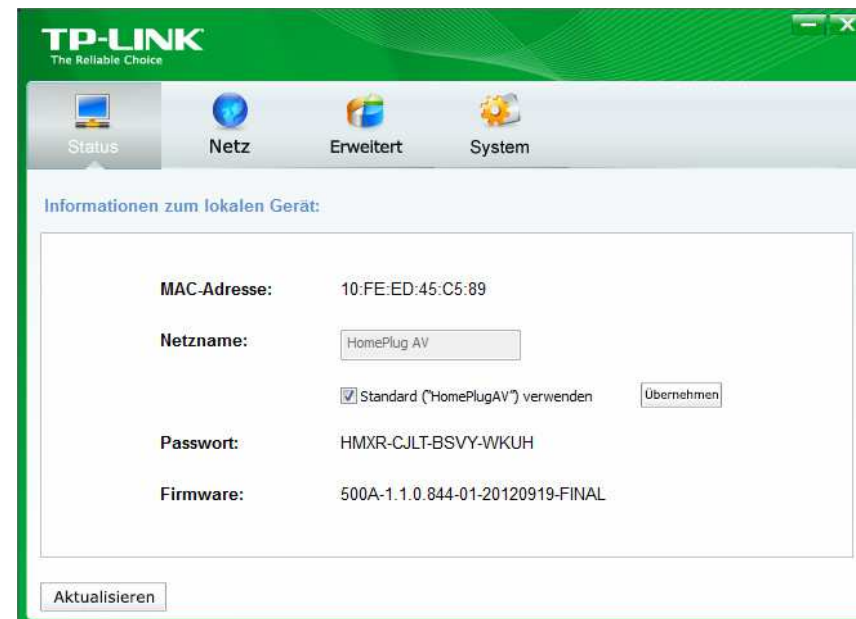 TP-LINK
The Reliable Choice
Status Netz Erweitert System
Informationen zum lokalen Gerät:
MAC-Adresse: 10:FE:ED:45:C5:89
Netzname: HomePlug AV
Standard ("HomePlugAV") verwenden Übernehmen
Passwort: HMXR-CJLT-BSVY-WKUH
Firmware: 500A-1.1.0.844-01-20120919-FINAL
Aktualisieren